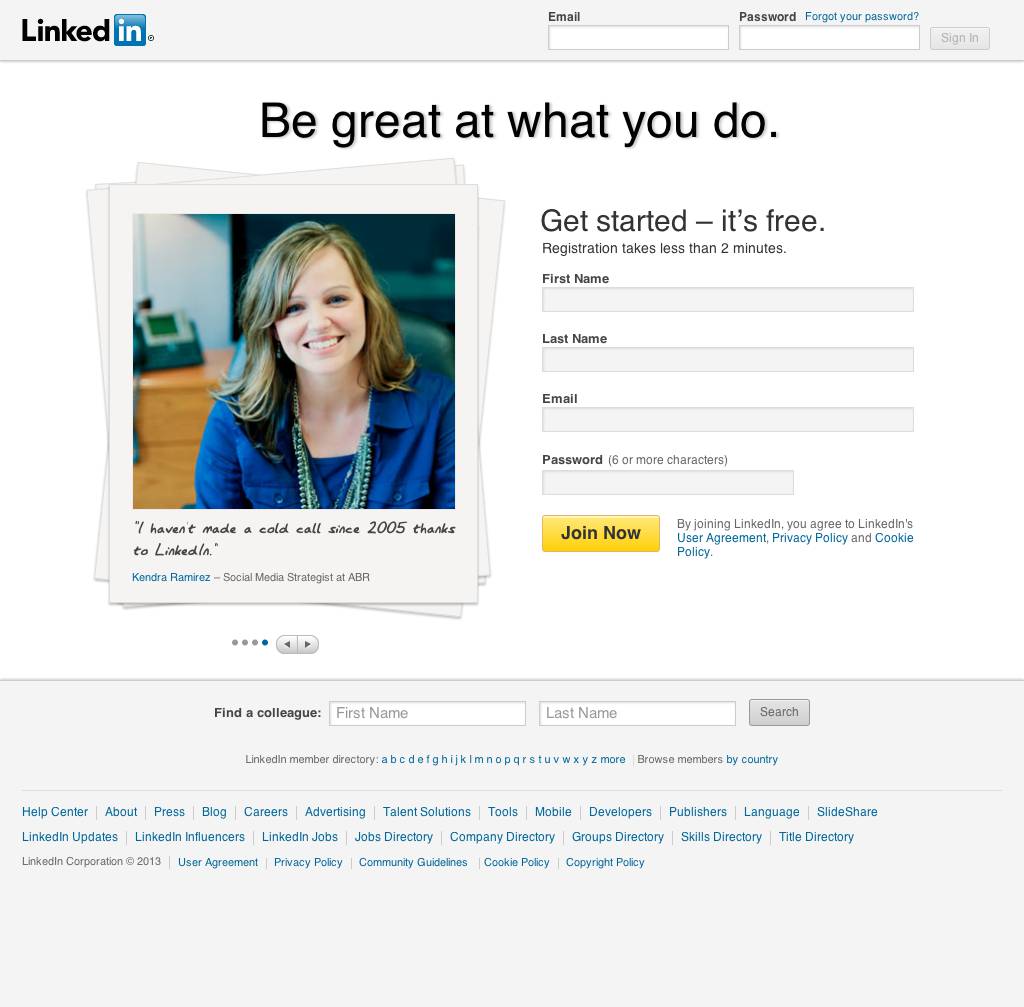 Linked in
Email
Password Forgot your password?
Sign In
Be great at what you do.
"I haven't made a cold call since 2005 thanks
to LinkedIn."
Kendra Ramirez – Social Media Strategist at ABR
Get started – it's free.
Registration takes less than 2 minutes.
First Name
Last Name
Email
Password (6 or more characters)
Join Now
By joining LinkedIn, you agree to LinkedIn's
User Agreement, Privacy Policy and Cookie
Policy.
Find a colleague: First Name Last Name Search
LinkedIn member directory: a b c d e f g h i j k l m n o p q r s t u v w x y z more | Browse members by country
Help Center | About | Press | Blog | Careers | Advertising | Talent Solutions | Tools | Mobile | Developers | Publishers | Language | SlideShare
LinkedIn Updates | LinkedIn Influencers | LinkedIn Jobs | Jobs Directory | Company Directory | Groups Directory | Skills Directory | Title Directory
LinkedIn Corporation © 2013 | User Agreement | Privacy Policy | Community Guidelines | Cookie Policy | Copyright Policy